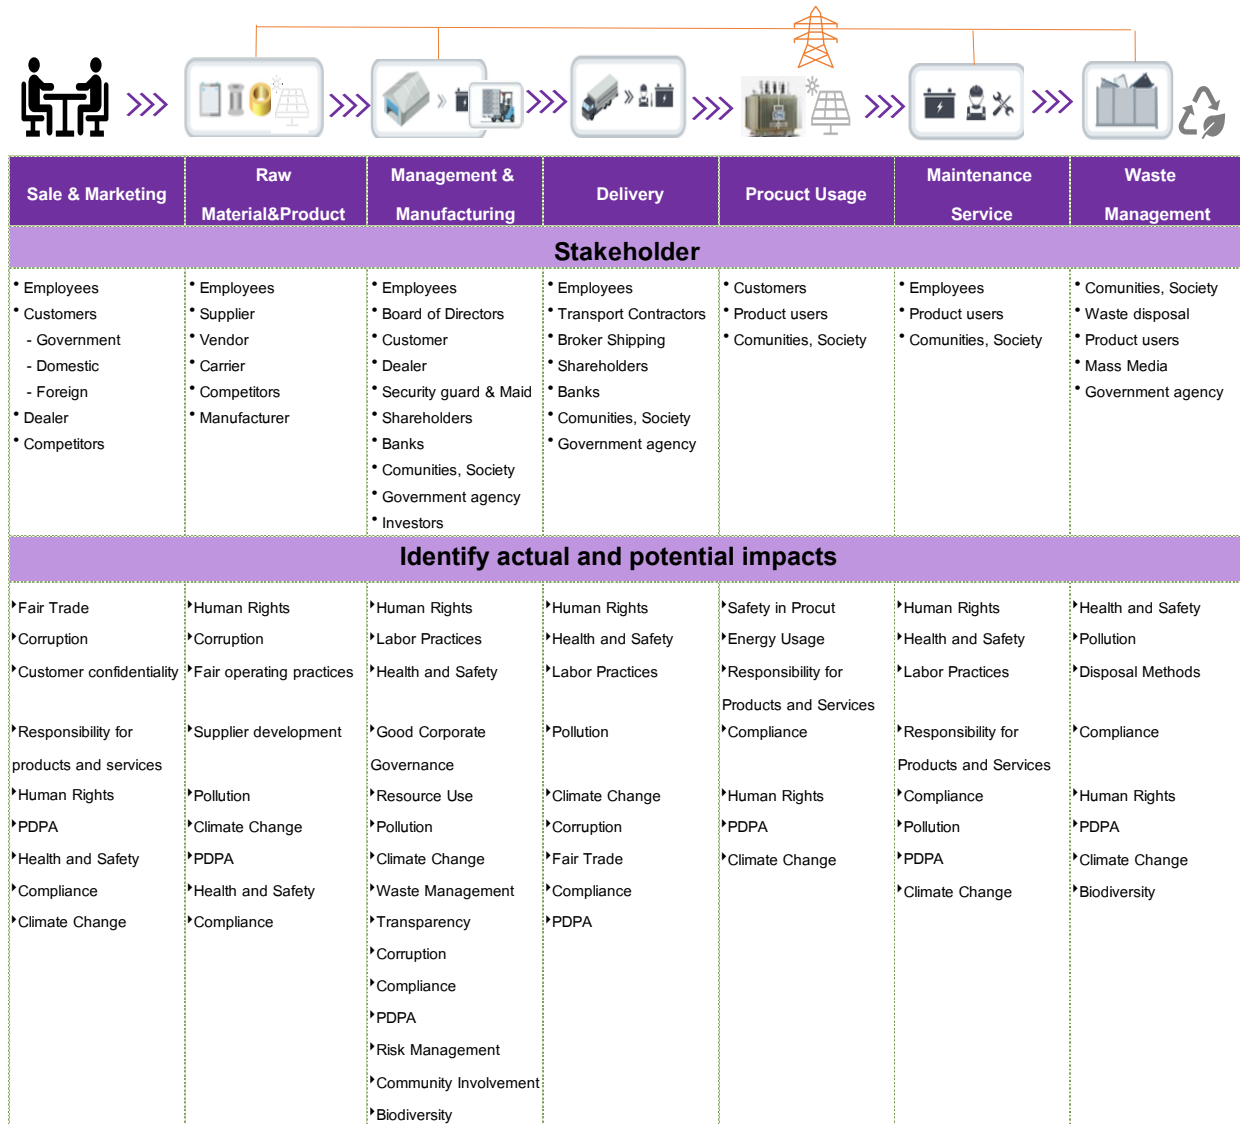 Sale & Marketing
Raw
Material&Product
Management &
Manufacturing
Delivery
Procuct Usage
Maintenance
Service
Waste
Management
Stakeholder
• Employees
• Customers
- Government
- Domestic
- Foreign
• Dealer
• Competitors
• Employees
• Supplier
• Vendor
• Carrier
• Competitors
• Manufacturer
• Employees
• Board of Directors
• Customer
• Dealer
• Security guard & Maid
• Shareholders
• Banks
• Comunities, Society
• Government agency
• Investors
• Employees
• Transport Contractors
• Broker Shipping
• Shareholders
• Banks
• Comunities, Society
• Government agency
• Customers
• Product users
• Comunities, Society
• Employees
• Product users
• Comunities, Society
• Comunities, Society
• Waste disposal
• Product users
• Mass Media
• Government agency
Identify actual and potential impacts
Fair Trade
Corruption
Customer confidentiality
Responsibility for
products and services
Human Rights
PDPA
Health and Safety
Compliance
Climate Change
Human Rights
Corruption
Fair operating practices
Supplier development
Pollution
Climate Change
PDPA
Health and Safety
Compliance
Human Rights
Labor Practices
Health and Safety
Good Corporate
Governance
Resource Use
Pollution
Climate Change
Waste Management
Transparency
Corruption
Compliance
PDPA
Risk Management
Community Involvement
Biodiversity
Human Rights
Health and Safety
Labor Practices
Pollution
Climate Change
Corruption
Fair Trade
Compliance
PDPA
Safety in Procut
Energy Usage
Responsibility for
Products and Services
Compliance
Human Rights
PDPA
Climate Change
Human Rights
Health and Safety
Labor Practices
Responsibility for
Products and Services
Compliance
Pollution
PDPA
Climate Change
Health and Safety
Pollution
Disposal Methods
Compliance
Human Rights
PDPA
Climate Change
Biodiversity